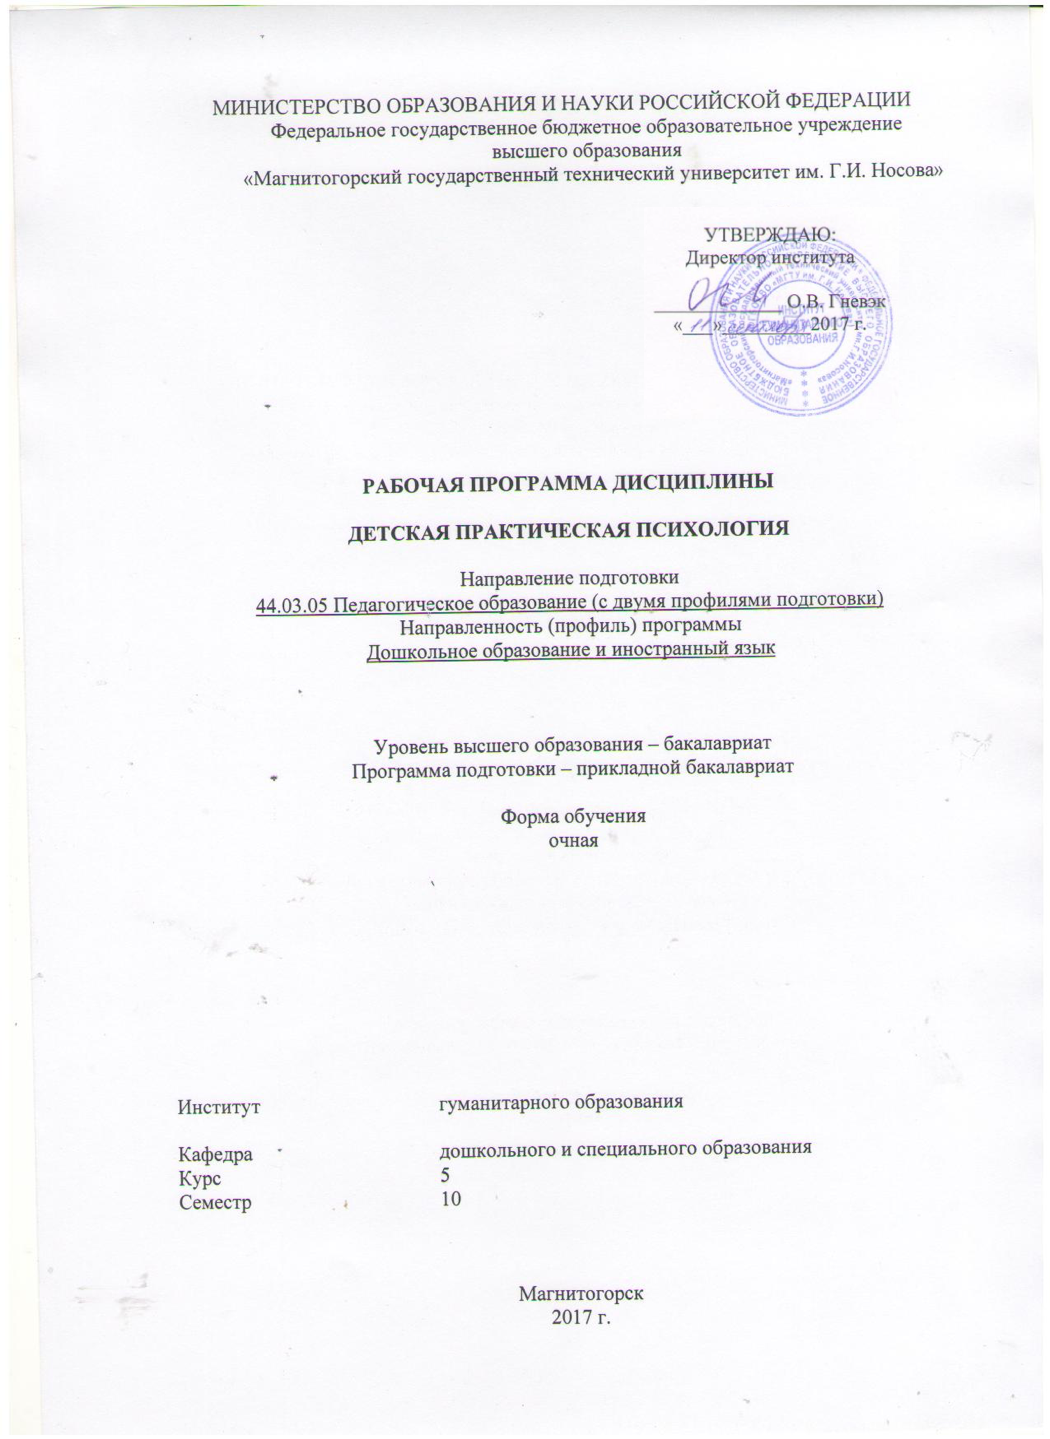 МИНИСТЕРСТВО ОБРАЗОВАНИЯ И НАУКИ РОССИЙСКОЙ ФЕДЕРАЦИИ
Федеральное государственное бюджетное образовательное учреждение
высшего образования
«Магнитогорский государственный технический университет им. Г.И. Носова»
УТВЕРЖДАЮ:
Директор института
О.В. Гневэк
«11» 2017 г.
ИНСТИТУТ
ОБРАЗОВАНИЯ
РАБОЧАЯ ПРОГРАММА ДИСЦИПЛИНЫ
ДЕТСКАЯ ПРАКТИЧЕСКАЯ ПСИХОЛОГИЯ
Направление подготовки
44.03.05 Педагогическое образование (с двумя профилями подготовки)
Направленность (профиль) программы
Дошкольное образование и иностранный язык
Уровень высшего образования – бакалавриат
Программа подготовки – прикладной бакалавриат
Форма обучения
очная
Институт гуманитарного образования
Кафедра дошкольного и специального образования
Курс 5
Семестр 10
Магнитогорск
2017 г.